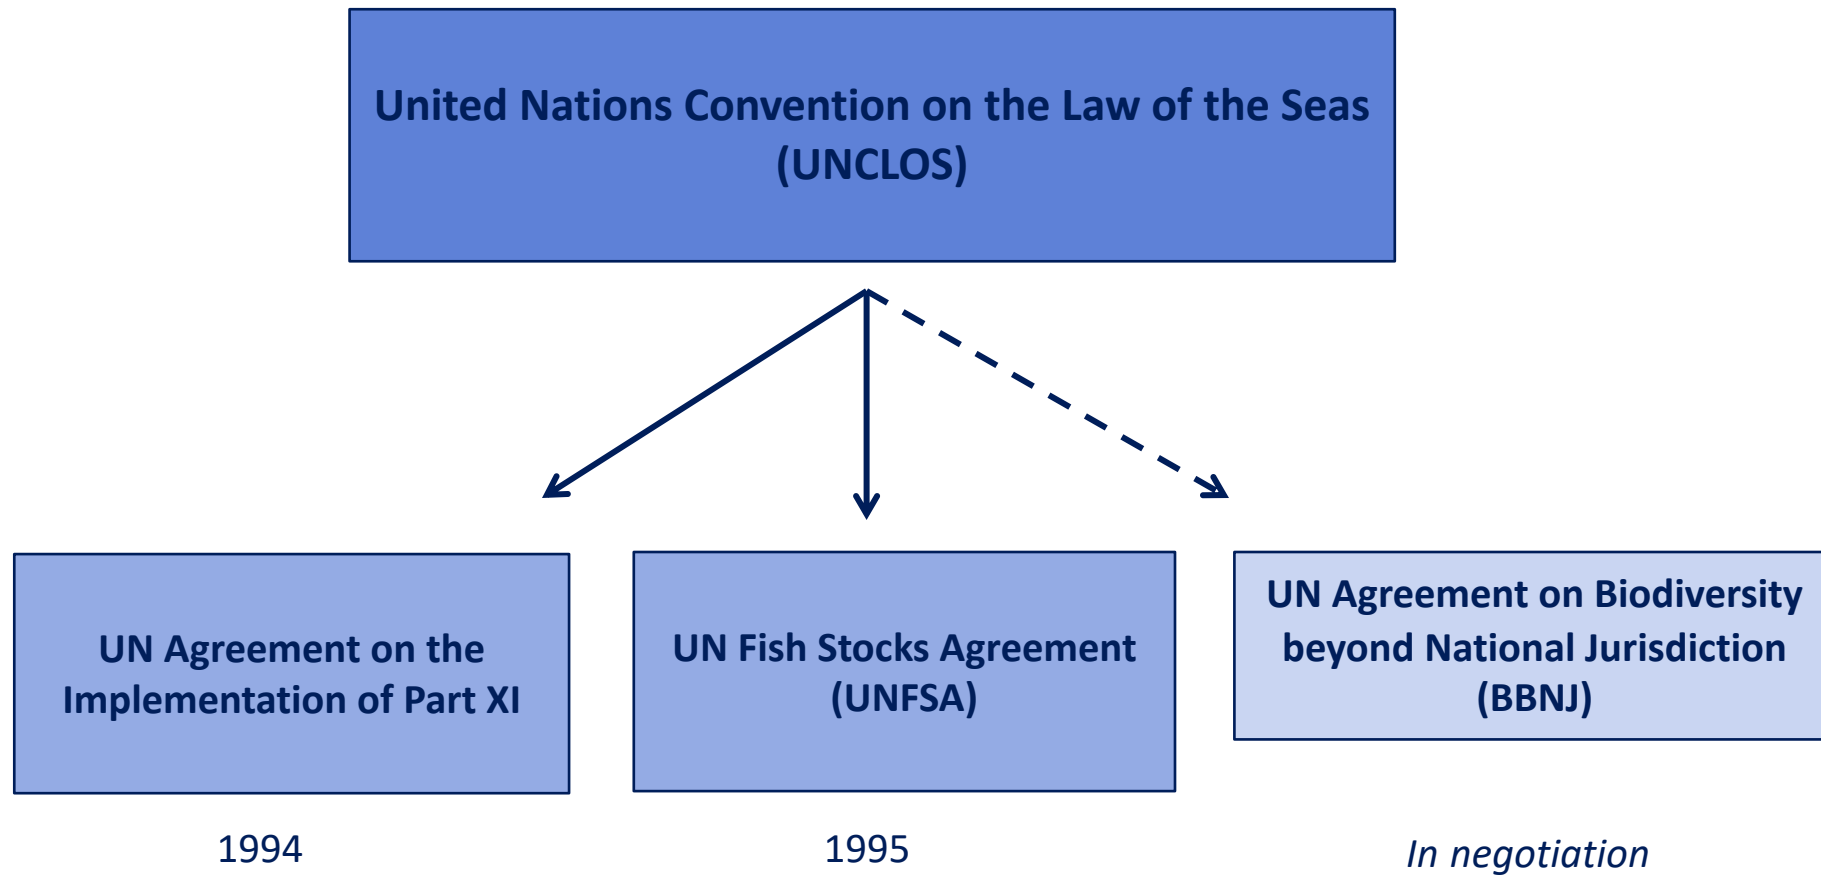 United Nations Convention on the Law of the Seas
(UNCLOS)
UN Agreement on the
Implementation of Part XI
UN Fish Stocks Agreement
(UNFSA)
UN Agreement on Biodiversity
beyond National Jurisdiction
(BBNJ)
1994
1995
In negotiation